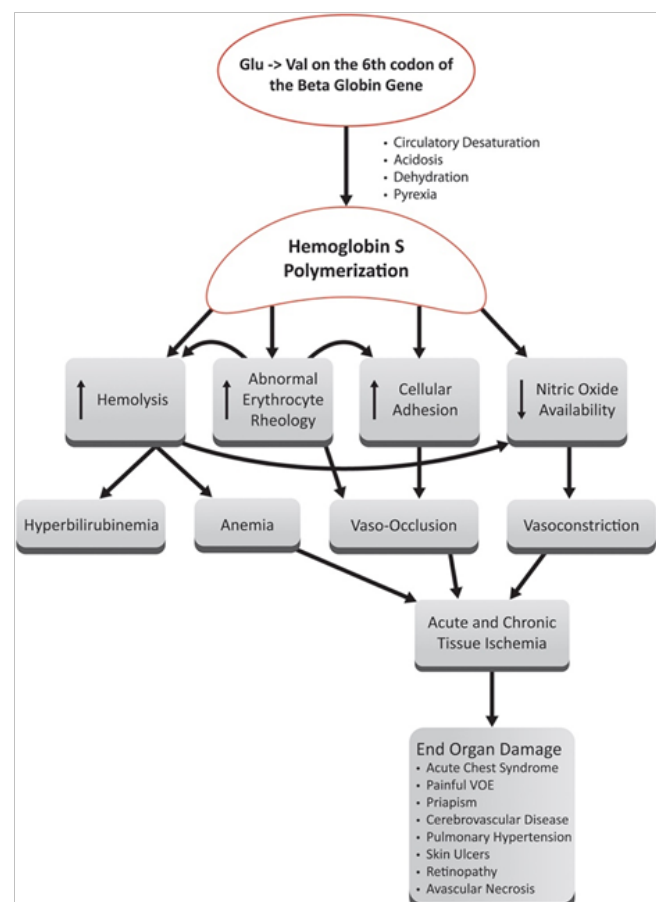 Glu -> Val on the 6th codon of
the Beta Globin Gene
• Circulatory Desaturation
• Acidosis
• Dehydration
• Pyrexia
Hemoglobin S
Polymerization
Hemolysis
Abnormal
Erythrocyte
Rheology
Cellular
Adhesion
Nitric Oxide
Availability
Hyperbilirubinemia
Anemia
Vaso-Occlusion
Vasoconstriction
Acute and Chronic
Tissue Ischemia
End Organ Damage
• Acute Chest Syndrome
• Painful VOE
• Priapism
• Cerebrovascular Disease
• Pulmonary Hypertension
• Skin Ulcers
• Retinopathy
• Avascular Necrosis